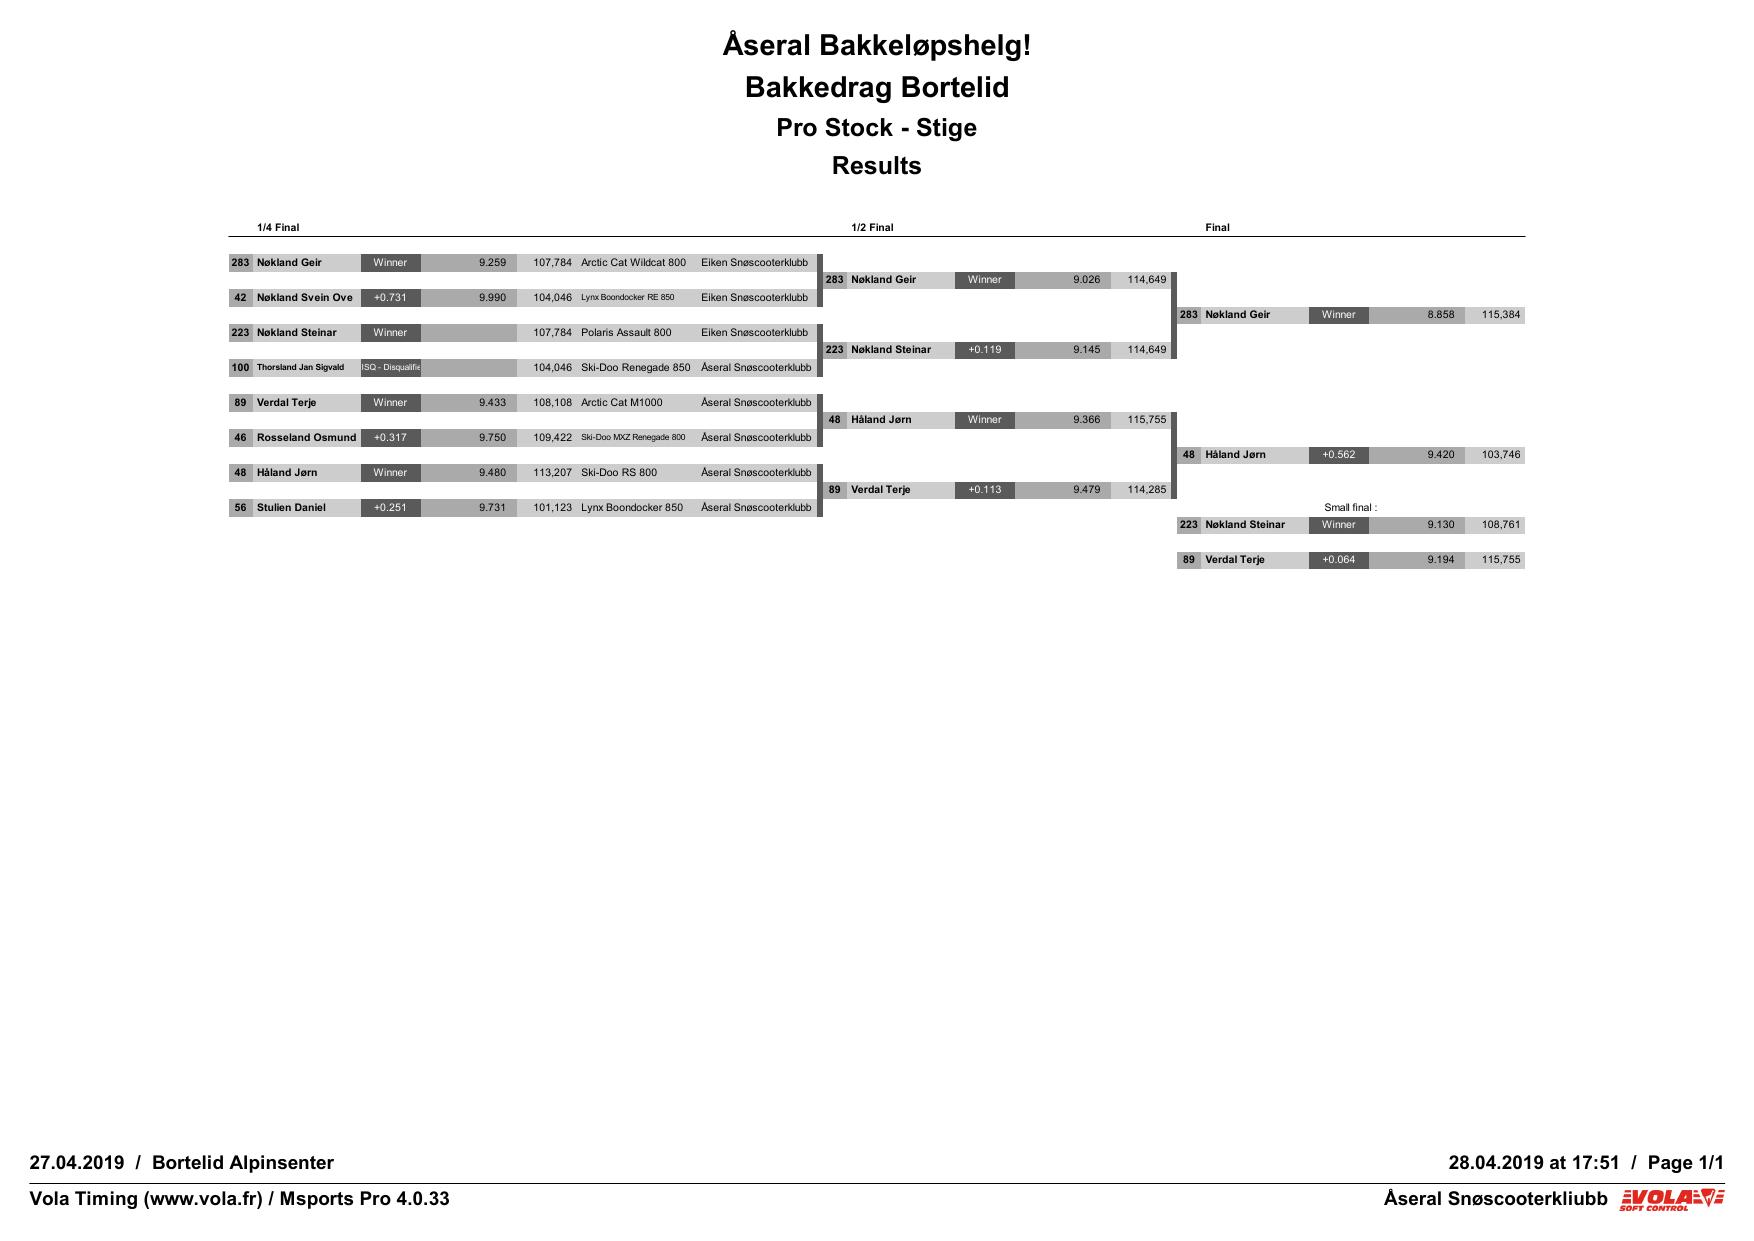 Åseral Bakkeløpshelg!
Bakkedrag Bortelid
Pro Stock - Stige
Results
1/4 Final 1/2 Final Final
283 Nøkland Geir Winner 9.259 107,784 Arctic Cat Wildcat 800 Eiken Snøscooterklubb
283 Nøkland Geir Winner 9.026 114,649
42 Nøkland Svein Ove +0.731 9.990 104,046 Lynx Boondocker RE 850 Eiken Snøscooterklubb
283 Nøkland Geir Winner 8.858 115,384
223 Nøkland Steinar Winner 107,784 Polaris Assault 800 Eiken Snøscooterklubb
223 Nøkland Steinar +0.119 9.145 114,649
100 Thorsland Jan Sigvald ISQ - Disqualifie 104,046 Ski-Doo Renegade 850 Åseral Snøscooterklubb
89 Verdal Terje Winner 9.433 108,108 Arctic Cat M1000 Åseral Snøscooterklubb
48 Håland Jørn Winner 9.366 115,755
46 Rosseland Osmund +0.317 9.750 109,422 Ski-Doo MXZ Renegade 800 Åseral Snøscooterklubb
48 Håland Jørn +0.562 9.420 103,746
48 Håland Jørn Winner 9.480 113,207 Ski-Doo RS 800 Åseral Snøscooterklubb
89 Verdal Terje +0.113 9.479 114,285
56 Stulien Daniel +0.251 9.731 101,123 Lynx Boondocker 850 Åseral Snøscooterklubb
Small final :
223 Nøkland Steinar Winner 9.130 108,761
89 Verdal Terje +0.064 9.194 115,755
27.04.2019 / Bortelid Alpinsenter 28.04.2019 at 17:51 / Page 1/1
Vola Timing (www.vola.fr) / Msports Pro 4.0.33 Åseral Snøscooterkliubb VOLA
SOFT CONTROL